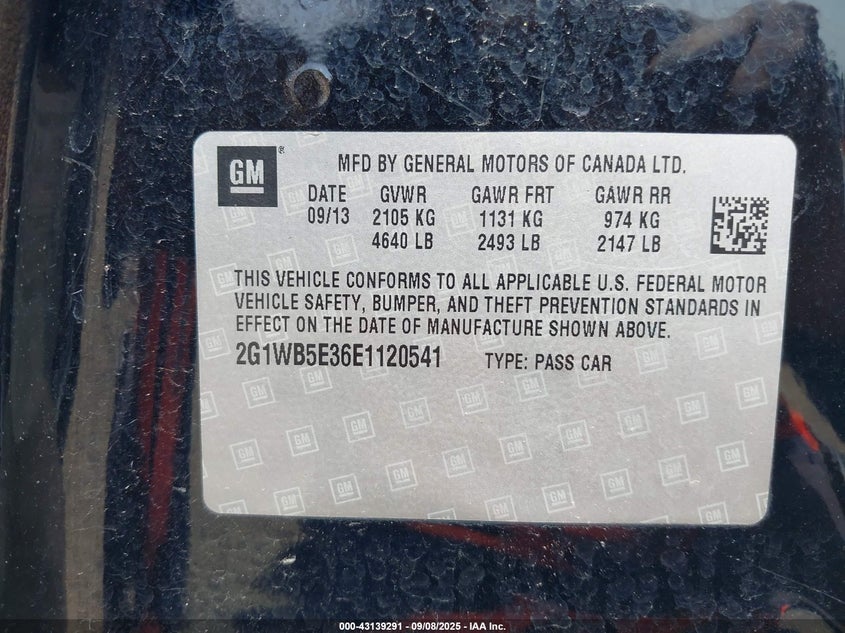 GM
MFD BY GENERAL MOTORS OF CANADA LTD.
DATE GVWR GAWR FRT GAWR RR
09/13 2105 KG 1131 KG 974 KG
4640 LB 2493 LB 2147 LB
THIS VEHICLE CONFORMS TO ALL APPLICABLE U.S. FEDERAL MOTOR
VEHICLE SAFETY, BUMPER, AND THEFT PREVENTION STANDARDS IN
EFFECT ON THE DATE OF MANUFACTURE SHOWN ABOVE.
2G1WB5E36E1120541 TYPE: PASS CAR
000-43139291 - 09/08/2025 - IAA Inc.